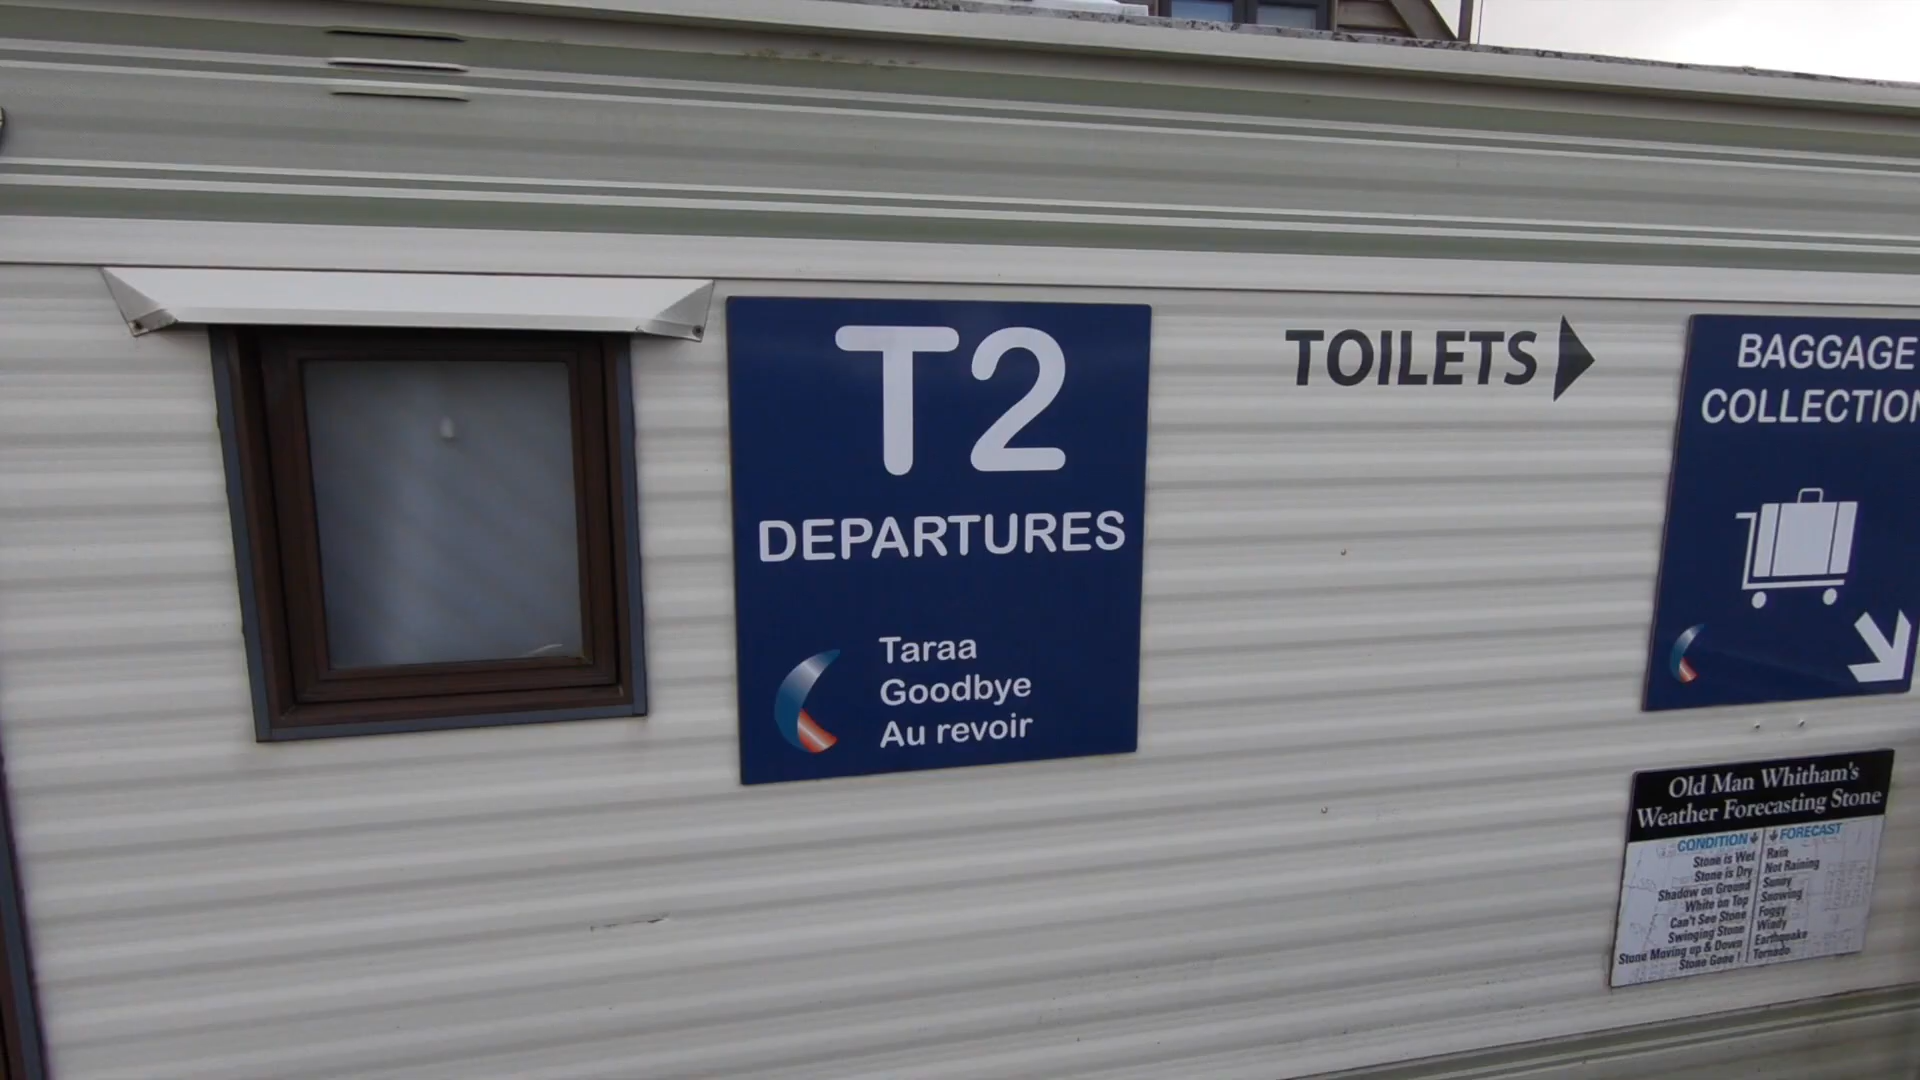 T2
DEPARTURES
Taraa
Goodbye
Au revoir
TOILETS
BAGGAGE
COLLECTION
Old Man Whitham's
Weather Forecasting Stone
CONDITION FORECAST
Stone is Wet Rain
Stone is Dry Not Raining
Shadow on Ground Sunny
White on Top Snowing
Can't See Stone Foggy
Swinging Stone Windy
Stone Moving up & Down Earthquake
Stone Gone ! Tornado